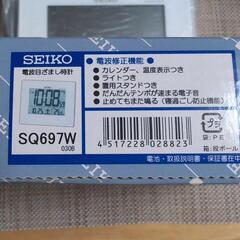 SEIKO
電波目ざまし時計
SQ697W
030B
電波修正機能
●カレンダー、温度表示つき
●ライトつき
●置用スタンドつき
●だんだんテンポが速まる電子音
●止めてもまた鳴る（寝過ごし防止機能）
4 517228 028823
プラ
袋：PE
紙
箱：段ボール
電池・取扱説明書・保証書付